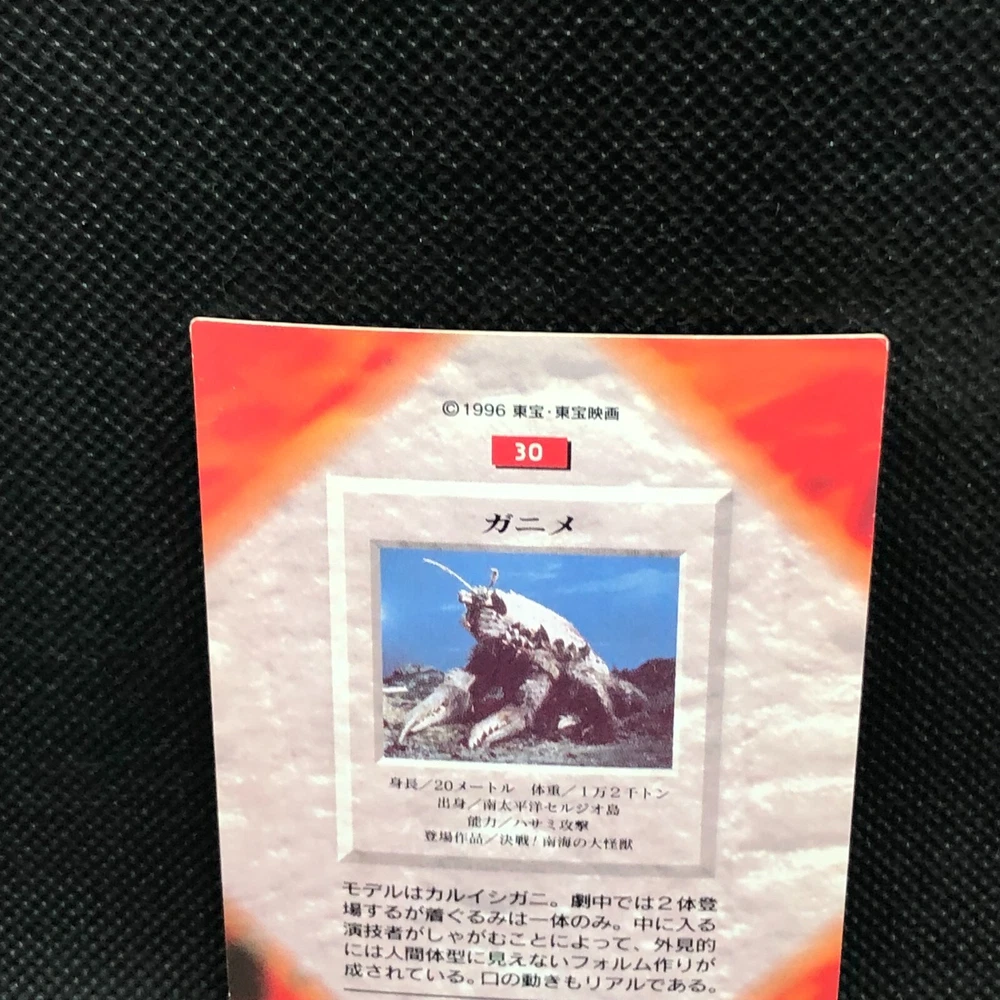 ©1996 東宝・東宝映画
30
ガニメ
身長／20メートル　体重／1万2千トン
出身／南太平洋セルジオ島
能力／ハサミ攻撃
登場作品／決戦！南海の大怪獣
モデルはカルイシガニ。劇中では2体登
場するが着ぐるみは一体のみ。中に入る
演技者がしゃがむことによって、外見的
には人間体型に見えないフォルム作りが
成されている。口の動きもリアルである。